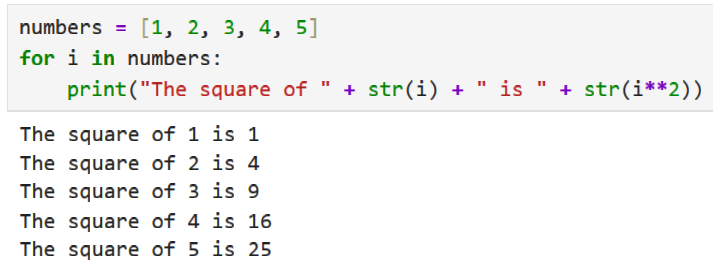 numbers = [1, 2, 3, 4, 5]
for i in numbers:
    print("The square of " + str(i) + " is " + str(i**2))
The square of 1 is 1
The square of 2 is 4
The square of 3 is 9
The square of 4 is 16
The square of 5 is 25